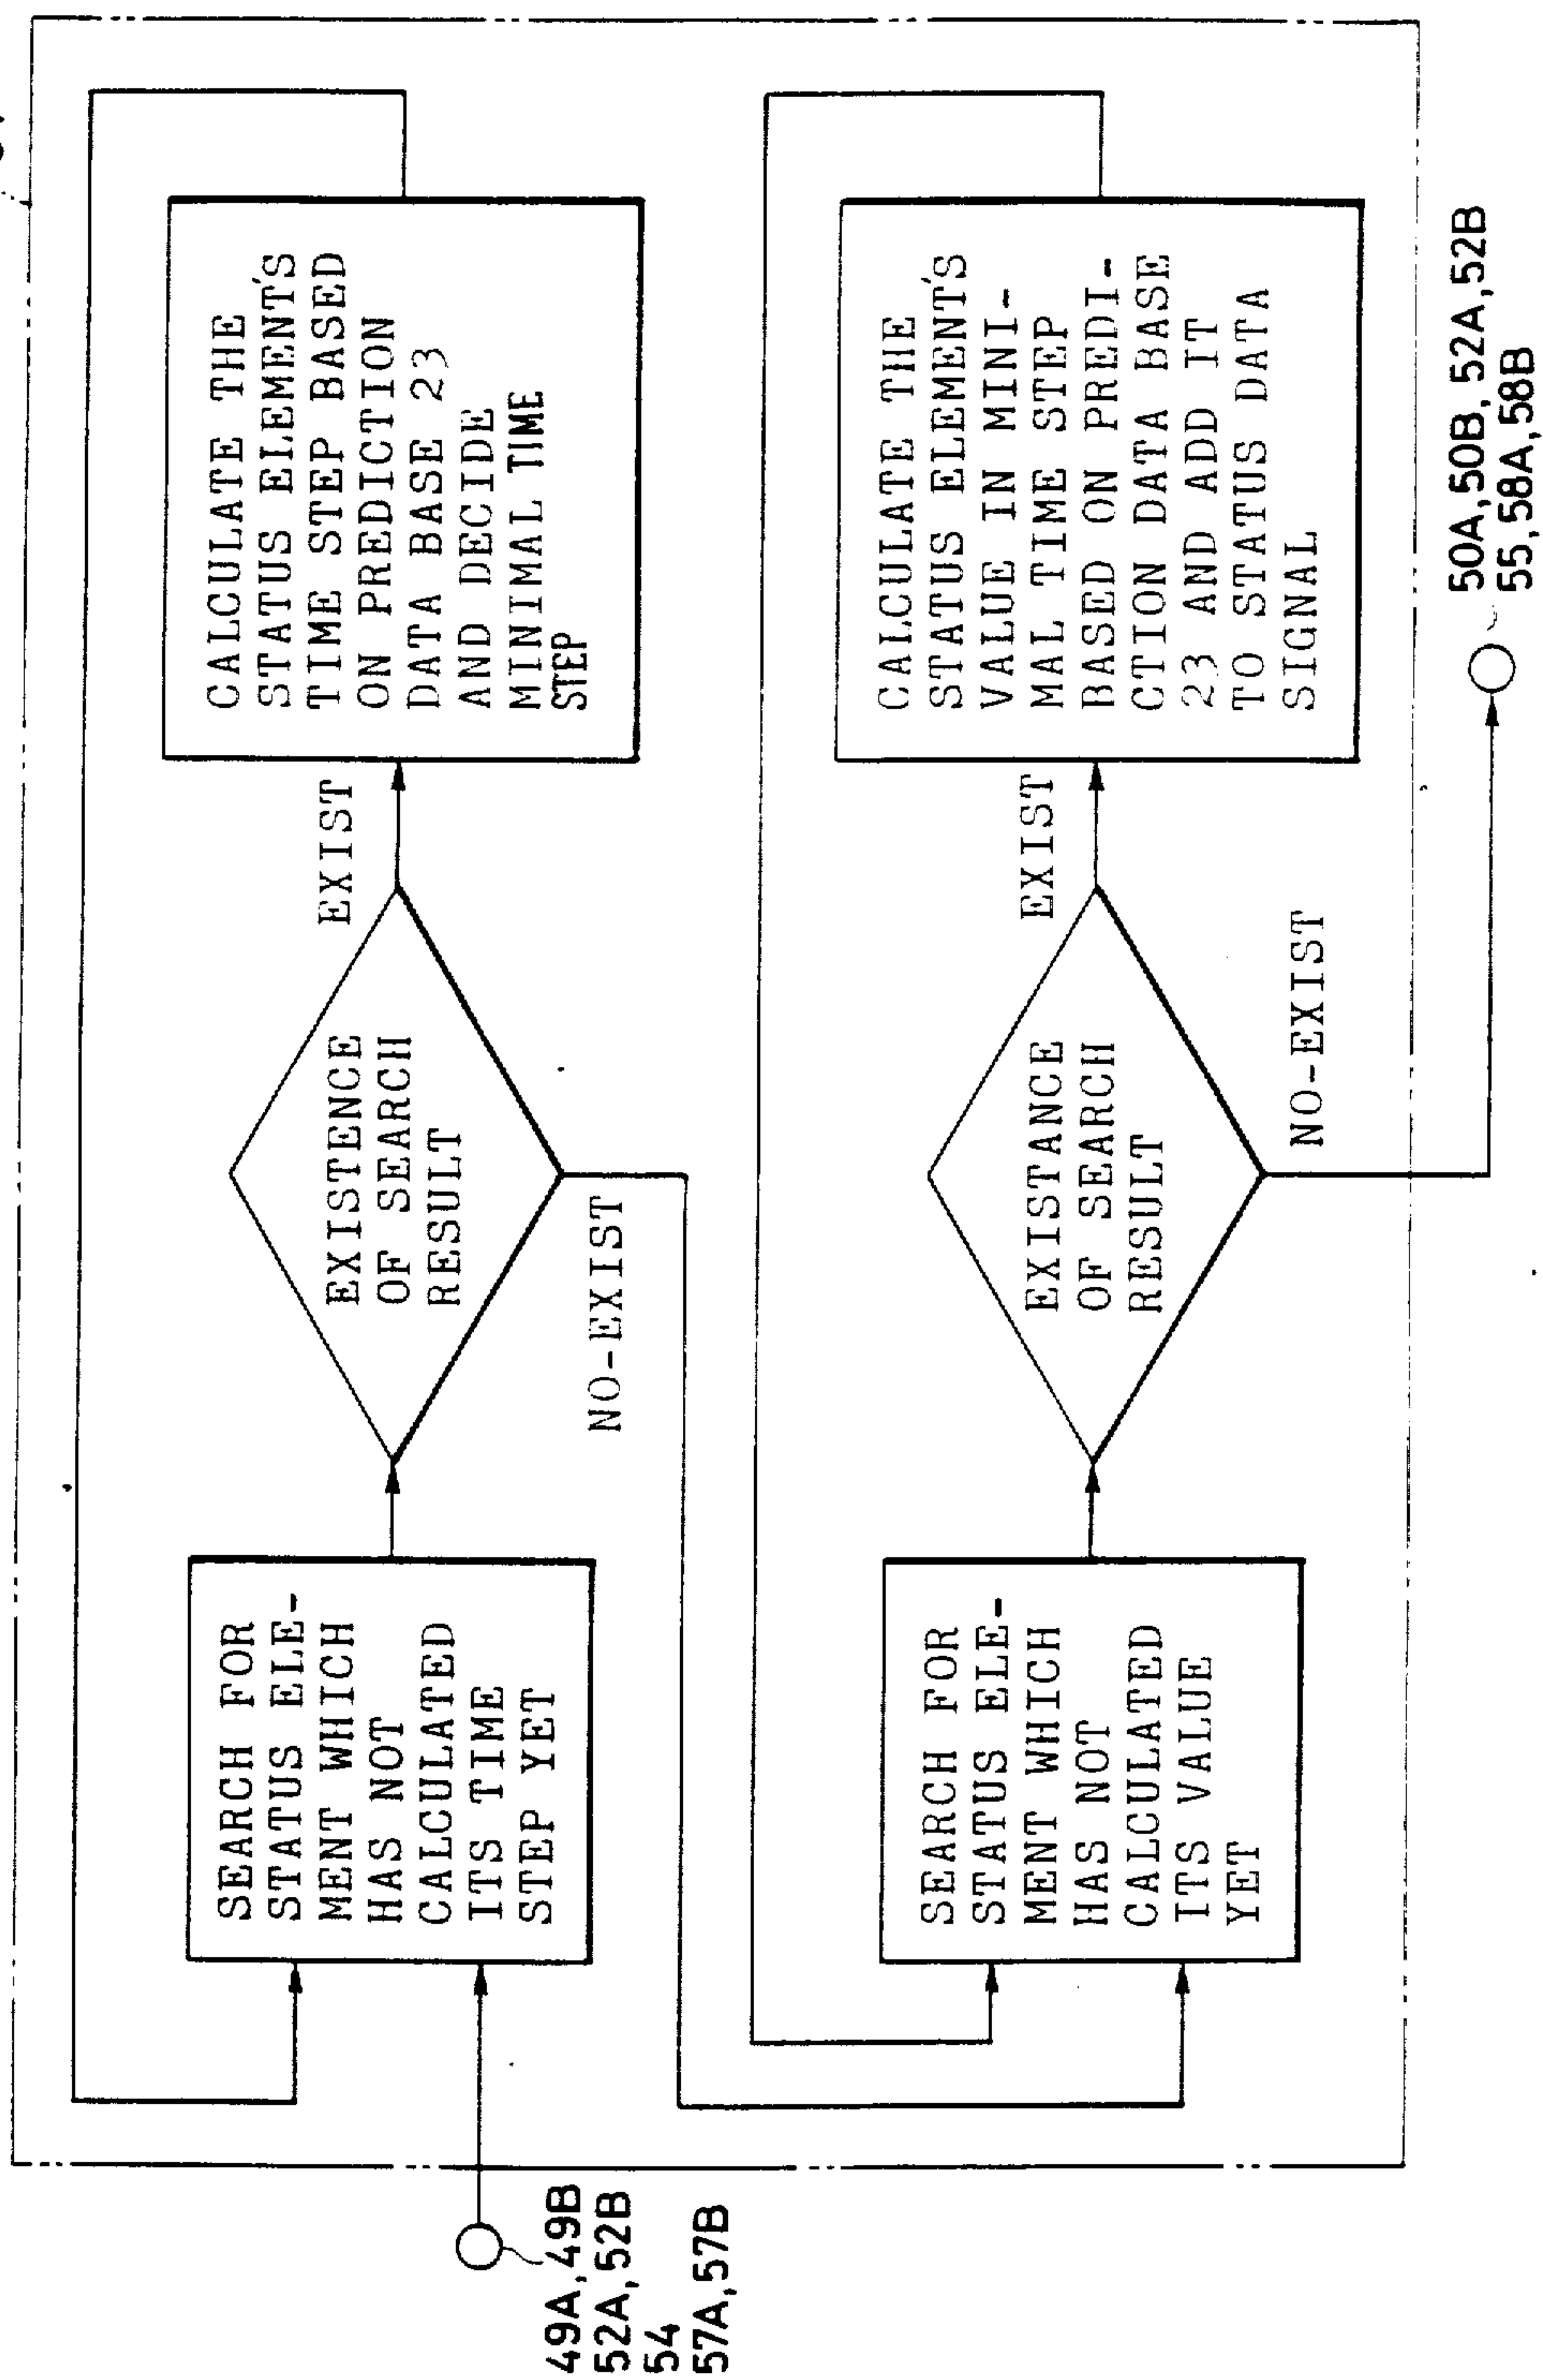 49A,49B
52A,52B
54
57A,57B
SEARCH FOR
STATUS ELE-
MENT WHICH
HAS NOT
CALCULATED
ITS TIME
STEP YET
EXISTENCE
OF SEARCH
RESULT
EXIST
NO-EXIST
CALCULATE THE
STATUS ELEMENT'S
TIME STEP BASED
ON PREDICTION
DATA BASE 23
AND DECIDE
MINIMAL TIME
STEP
SEARCH FOR
STATUS ELE-
MENT WHICH
HAS NOT
CALCULATED
ITS VALUE
YET
EXISTANCE
OF SEARCH
RESULT
EXIST
NO-EXIST
CALCULATE THE
STATUS ELEMENT'S
VALUE IN MINI-
MAL TIME STEP
BASED ON PREDI-
CTION DATA BASE
23 AND ADD IT
TO STATUS DATA
SIGNAL
50A,50B,52A,52B
55,58A,58B